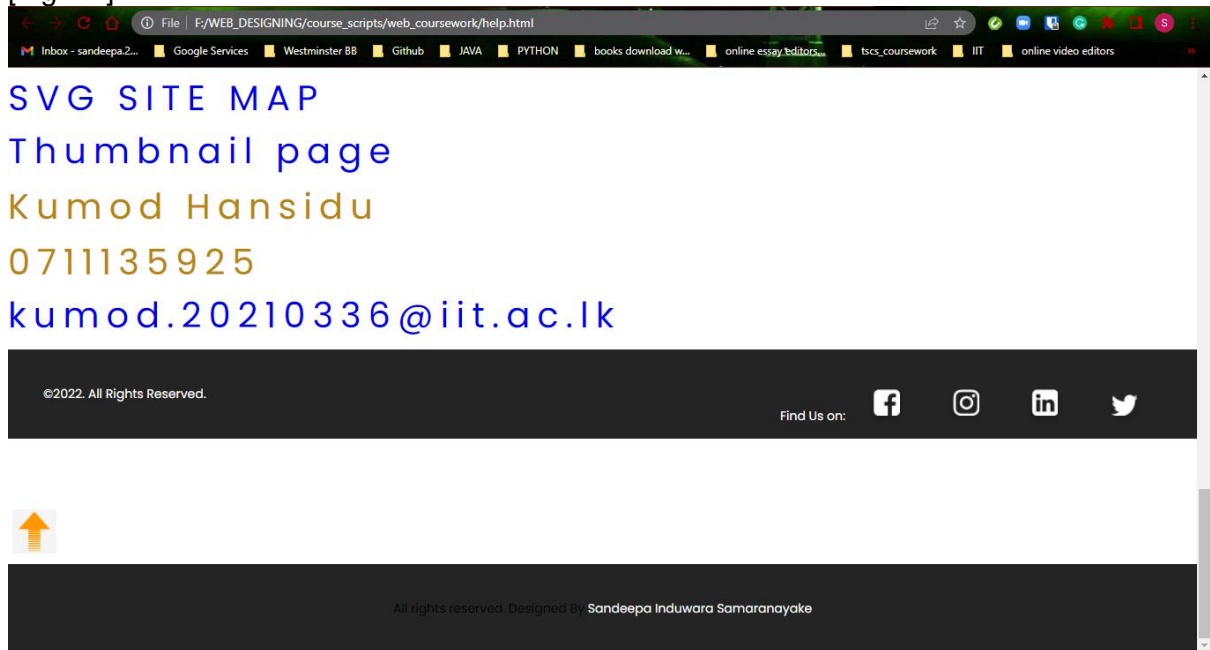 File | F:/WEB_DESIGNING/course_scripts/web_coursework/help.html
S
Inbox - sandeepa.2... Google Services Westminster BB Github JAVA PYTHON books download w... online essay editors,... tscs_coursework IIT online video editors
SVG SITE MAP
Thumbnail page
Kumod Hansidu
0711135925
kumod.20210336@iit.ac.lk
©2022. All Rights Reserved.
Find Us on:
All rights reserved. Designed By Sandeepa Induwara Samaranayake